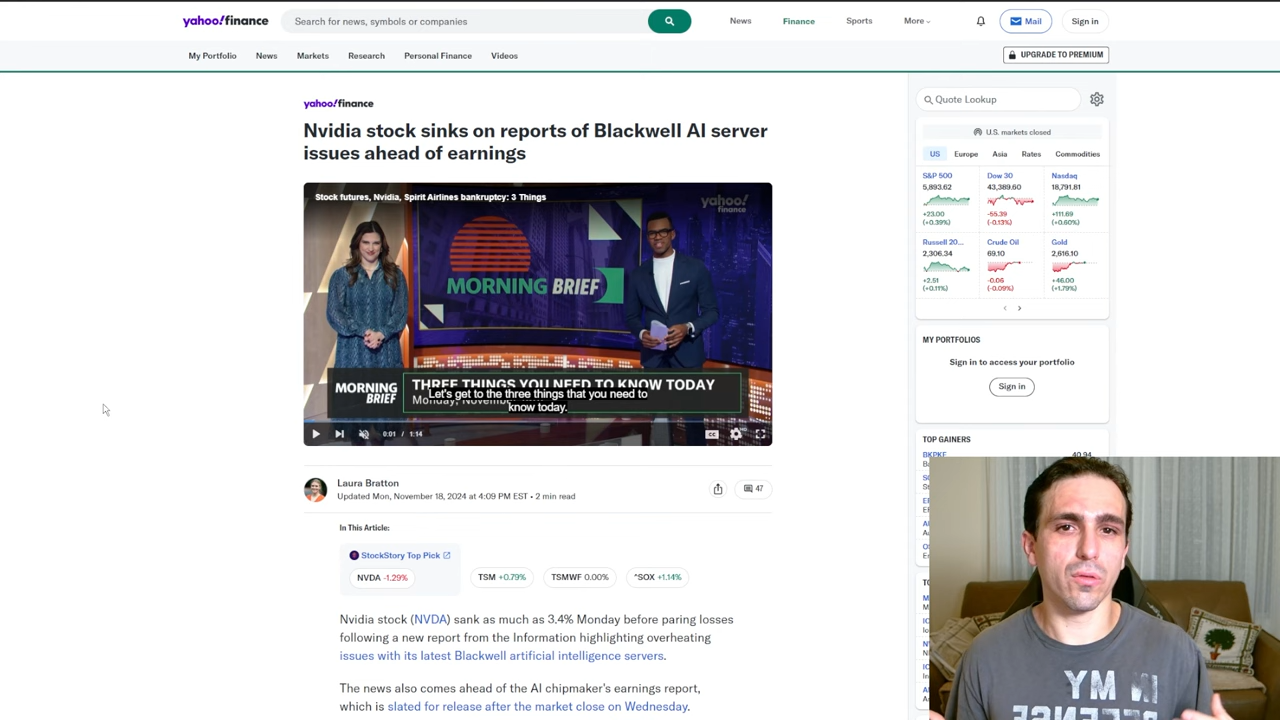 yahoo!finance
Search for news, symbols or companies
News
Finance
Sports
More
Mail
Sign in
My Portfolio
News
Markets
Research
Personal Finance
Videos
UPGRADE TO PREMIUM
yahoo!finance
Nvidia stock sinks on reports of Blackwell AI server
issues ahead of earnings
Stock futures, Nvidia, Spirit Airlines bankruptcy: 3 Things
yahoo!
finance
MORNING BRIEF
MORNING
BRIEF
THREE THINGS YOU NEED TO KNOW TODAY
Let's get to the three things that you need to
know today.
0:01 / 1:14
CC
HD
Laura Bratton
Updated Mon, November 18, 2024 at 4:09 PM EST • 2 min read
47
In This Article:
StockStory Top Pick
NVDA -1.29%
TSM +0.79%
TSMWF 0.00%
^SOX +1.14%
Nvidia stock (NVDA) sank as much as 3.4% Monday before paring losses
following a new report from the Information highlighting overheating
issues with its latest Blackwell artificial intelligence servers.
The news also comes ahead of the AI chipmaker's earnings report,
which is slated for release after the market close on Wednesday.
Quote Lookup
U.S. markets closed
US
Europe
Asia
Rates
Commodities
S&P 500
5,893.62
+23.00
(+0.39%)
Dow 30
43,389.60
-55.39
(-0.13%)
Nasdaq
18,791.81
+111.69
(+0.60%)
Russell 20...
2,306.34
+2.51
(+0.11%)
Crude Oil
69.10
-0.06
(-0.09%)
Gold
2,616.10
+46.00
(+1.79%)
MY PORTFOLIOS
Sign in to access your portfolio
Sign in
TOP GAINERS
BKPKF
40.94
IN MY